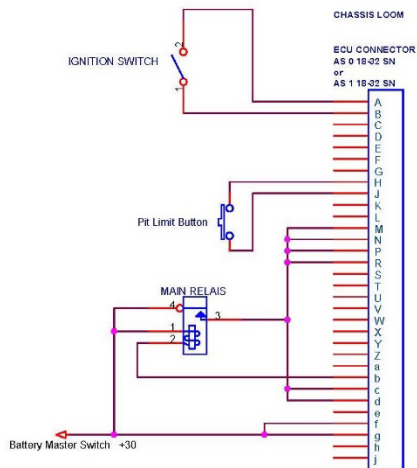 CHASSIS LOOM
ECU CONNECTOR
AS 0 18-32 SN
or
AS 1 18-32 SN
IGNITION SWITCH
2
1
Pit Limit Button
MAIN RELAIS
4
1
2
3
Battery Master Switch +30
A
B
C
D
E
F
G
H
J
K
L
M
N
P
R
S
T
U
V
W
X
Y
Z
a
b
c
d
e
f
g
h
j